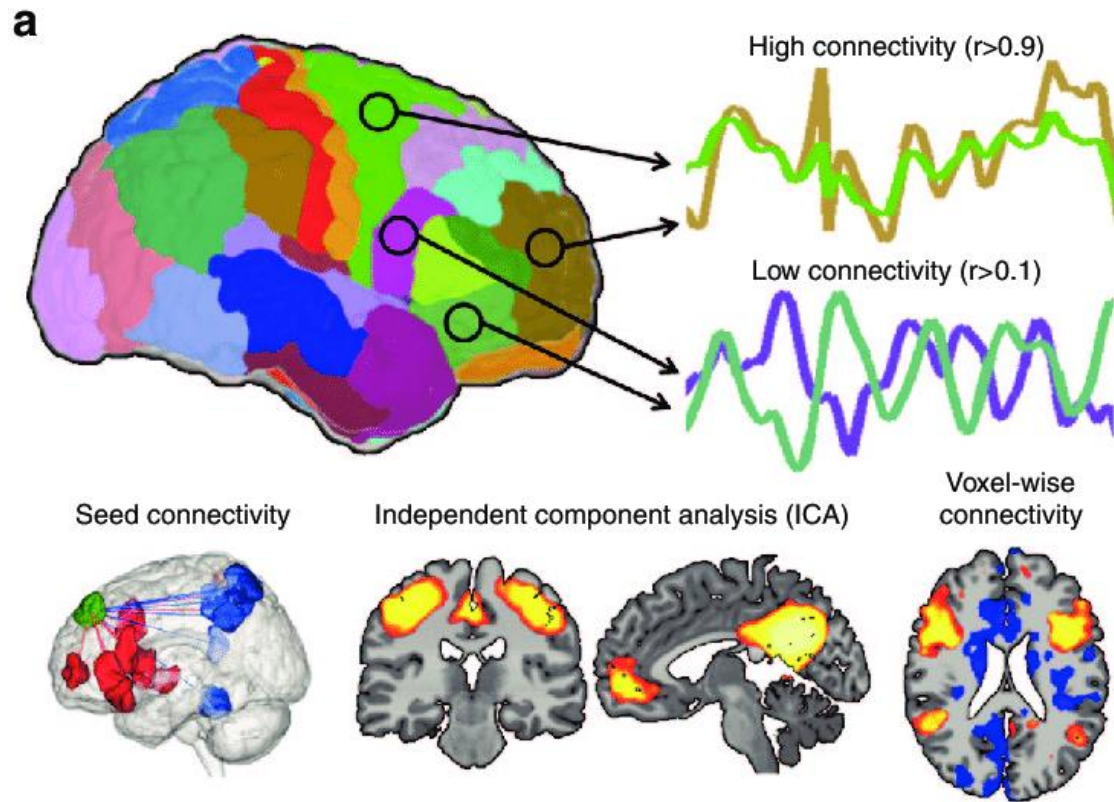 a
High connectivity (r>0.9)
Low connectivity (r>0.1)
Seed connectivity
Independent component analysis (ICA)
Voxel-wise
connectivity